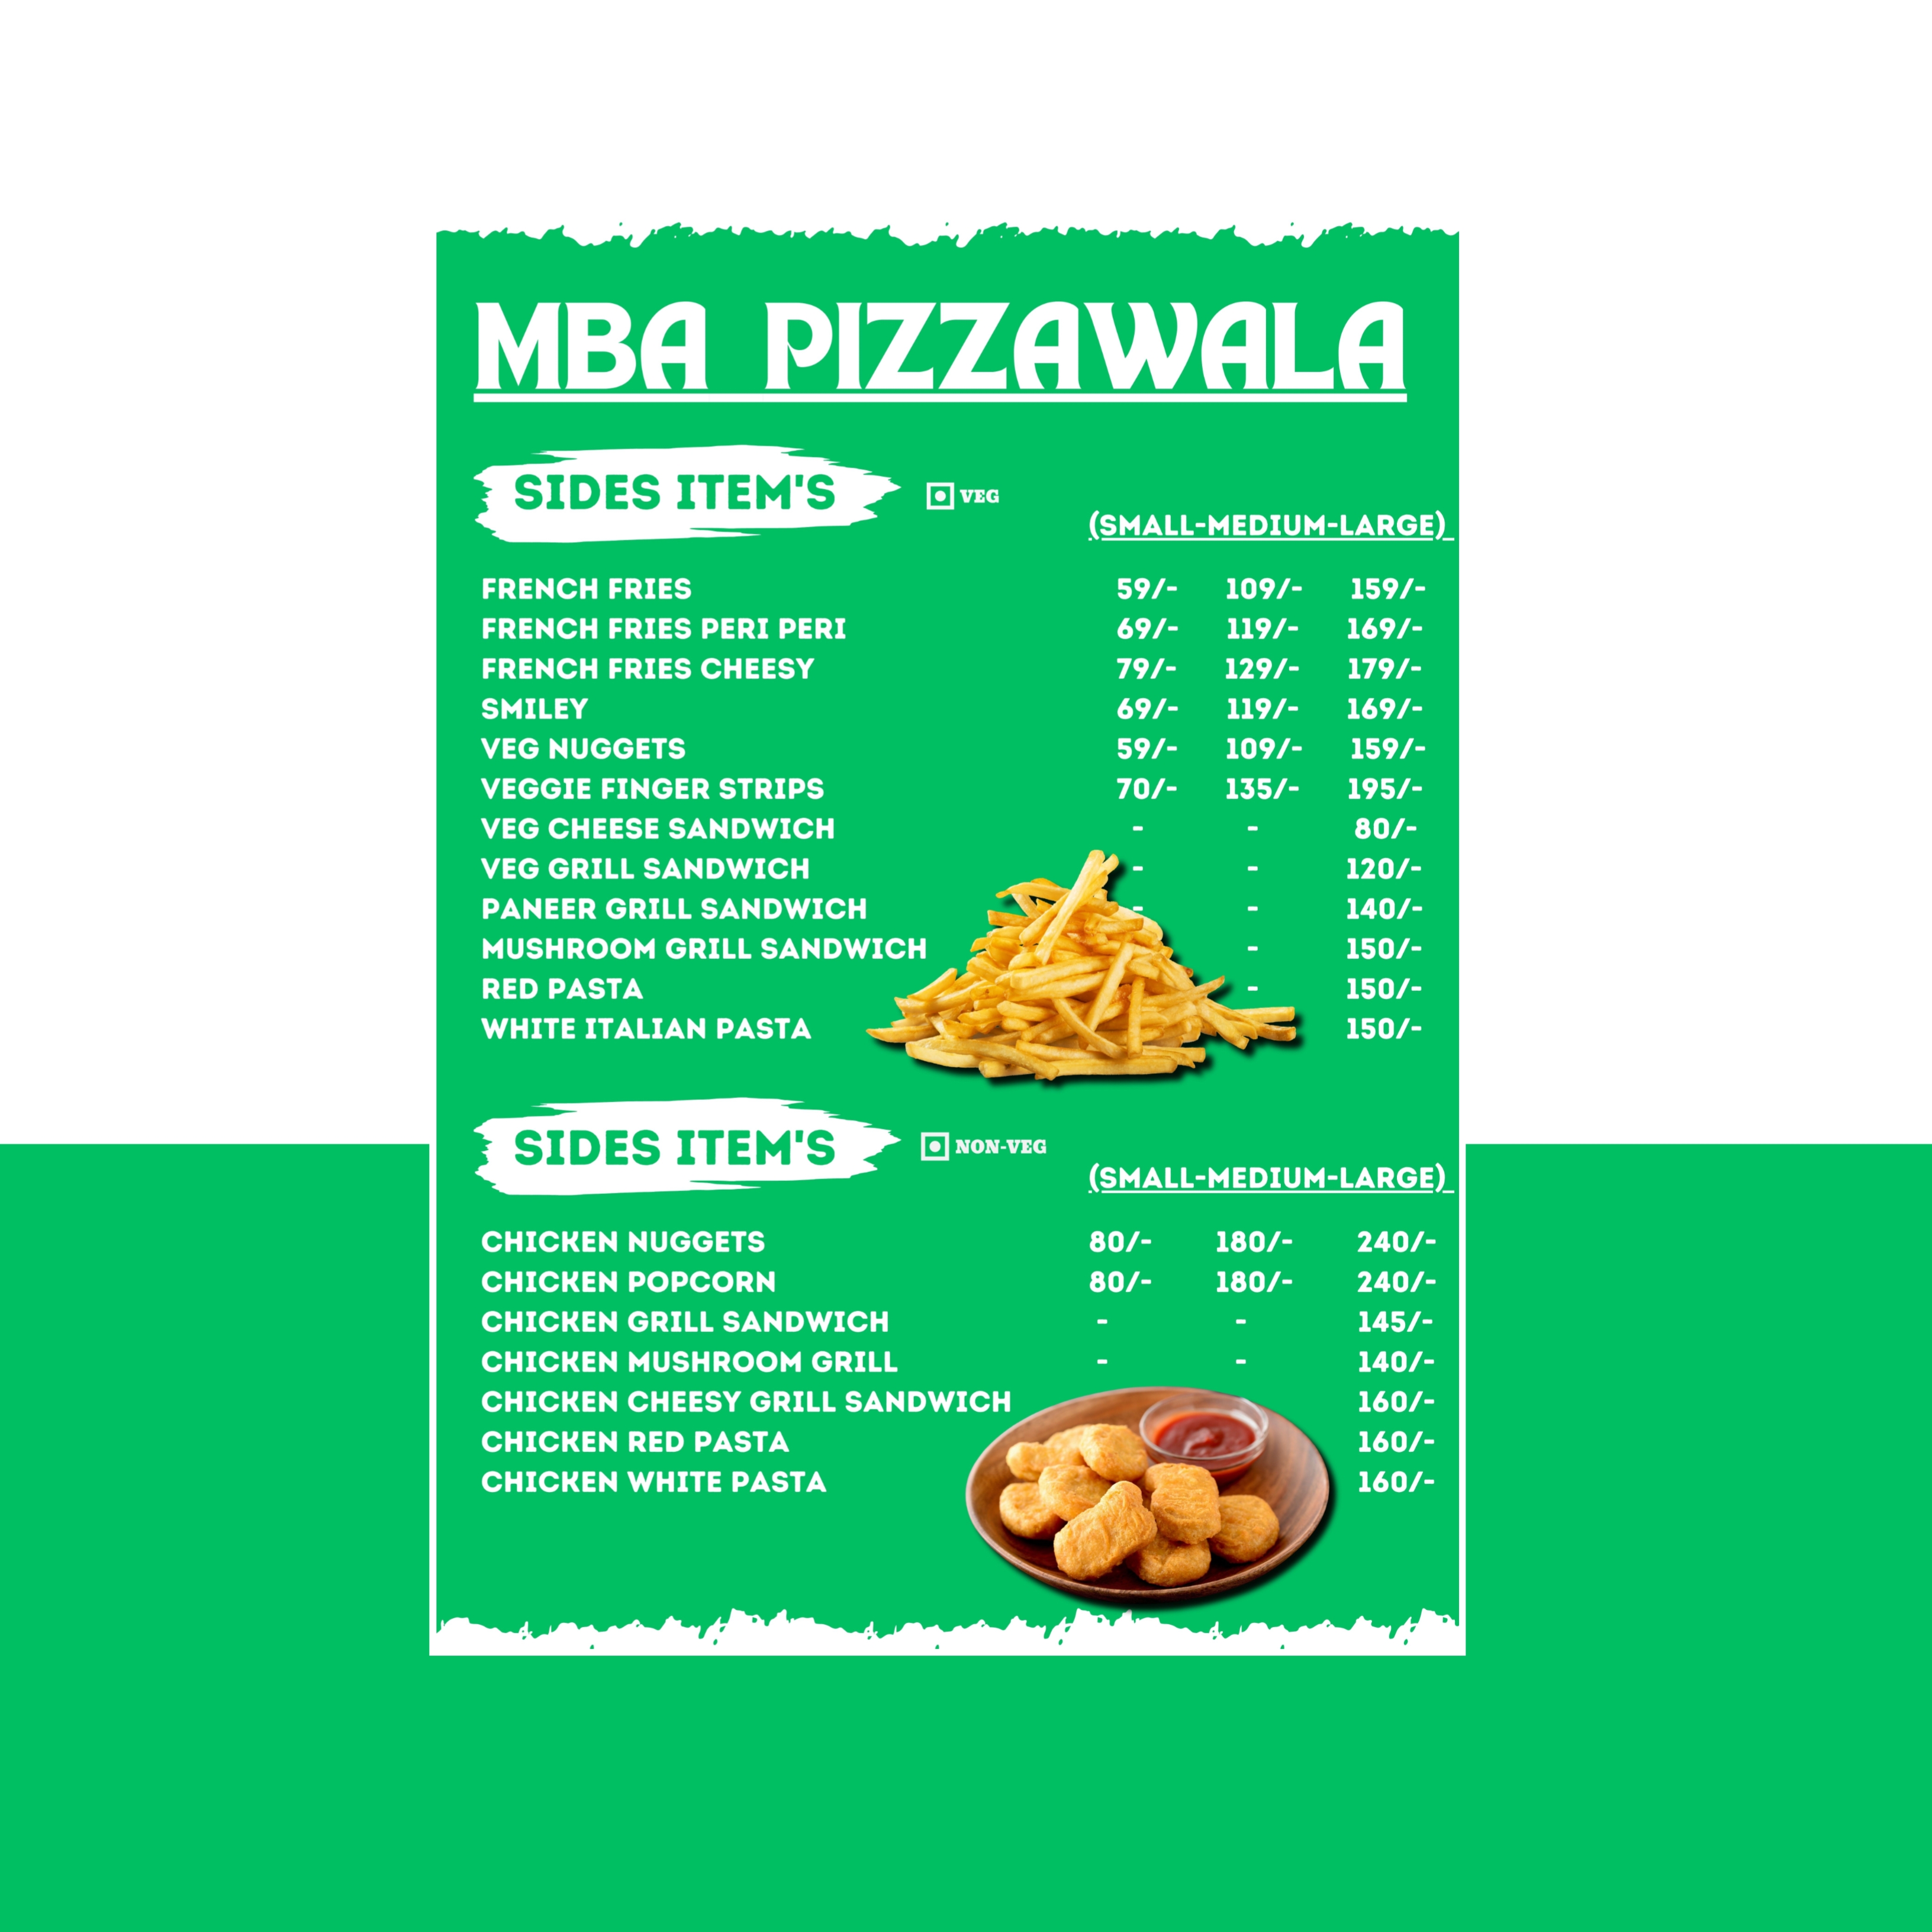 MBA PIZZAWALA
SIDES ITEM'S
VEG
(SMALL-MEDIUM-LARGE)
FRENCH FRIES 59/- 109/- 159/-
FRENCH FRIES PERI PERI 69/- 119/- 169/-
FRENCH FRIES CHEESY 79/- 129/- 179/-
SMILEY 69/- 119/- 169/-
VEG NUGGETS 59/- 109/- 159/-
VEGGIE FINGER STRIPS 70/- 135/- 195/-
VEG CHEESE SANDWICH - - 80/-
VEG GRILL SANDWICH - - 120/-
PANEER GRILL SANDWICH - - 140/-
MUSHROOM GRILL SANDWICH - 150/-
RED PASTA - 150/-
WHITE ITALIAN PASTA 150/-
SIDES ITEM'S
NON-VEG
(SMALL-MEDIUM-LARGE)
CHICKEN NUGGETS 80/- 180/- 240/-
CHICKEN POPCORN 80/- 180/- 240/-
CHICKEN GRILL SANDWICH - - 145/-
CHICKEN MUSHROOM GRILL - - 140/-
CHICKEN CHEESY GRILL SANDWICH 160/-
CHICKEN RED PASTA 160/-
CHICKEN WHITE PASTA 160/-